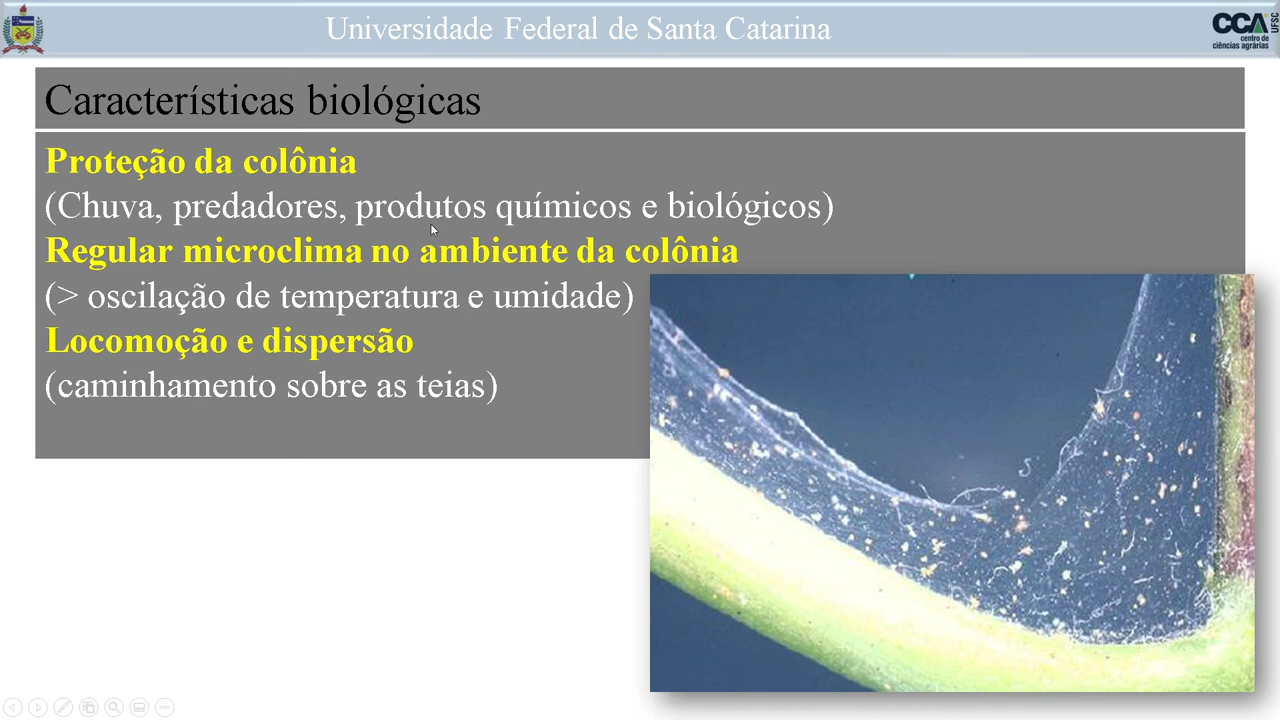 Universidade Federal de Santa Catarina
CCA
UFSC
centro de
ciências agrárias
Características biológicas
Proteção da colônia
(Chuva, predadores, produtos químicos e biológicos)
Regular microclima no ambiente da colônia
(> oscilação de temperatura e umidade)
Locomoção e dispersão
(caminhamento sobre as teias)